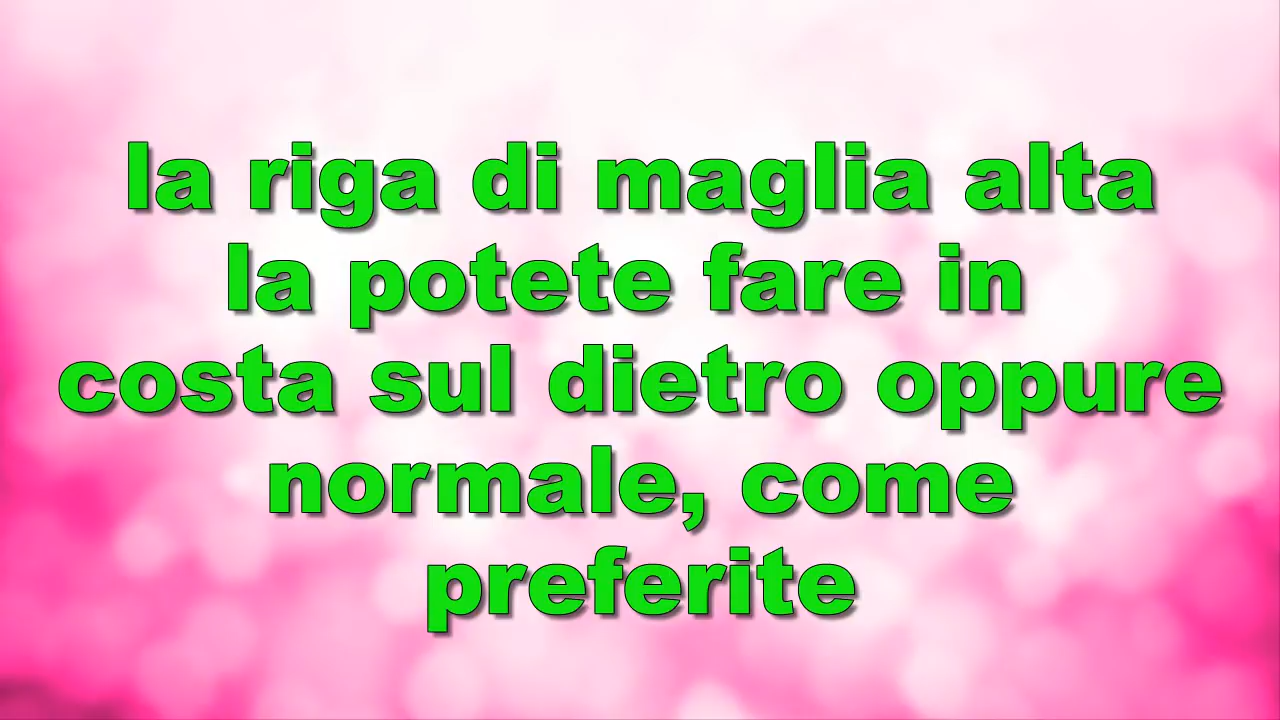 la riga di maglia alta
la potete fare in
costa sul dietro oppure
normale, come
preferite